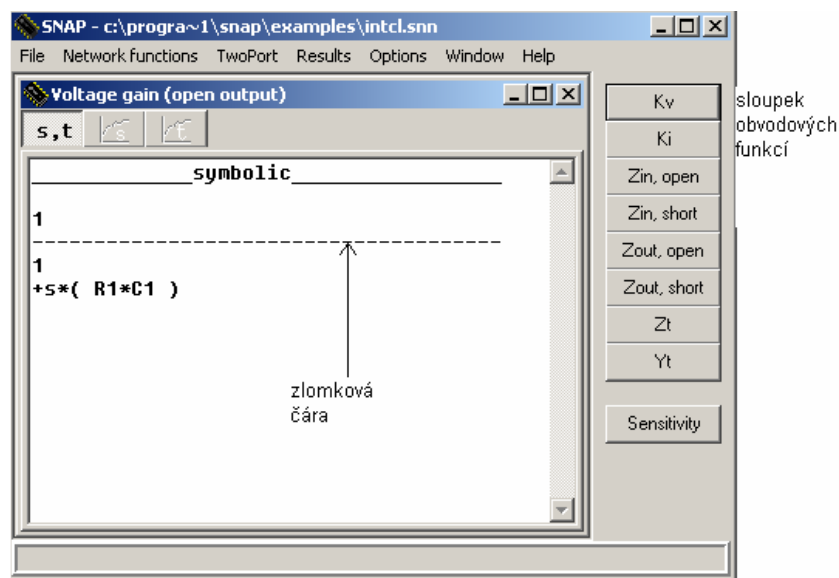 SNAP - c:\progra~1\snap\examples\intcl.snn
File Network functions TwoPort Results Options Window Help
Voltage gain (open output)
s,t s t
____________symbolic________________
1
-----------------------------------------
1
+s*( R1*C1 )
zlomková
čára
Kv
Ki
Zin, open
Zin, short
Zout, open
Zout, short
Zt
Yt
Sensitivity
sloupek
obvodových
funkcí